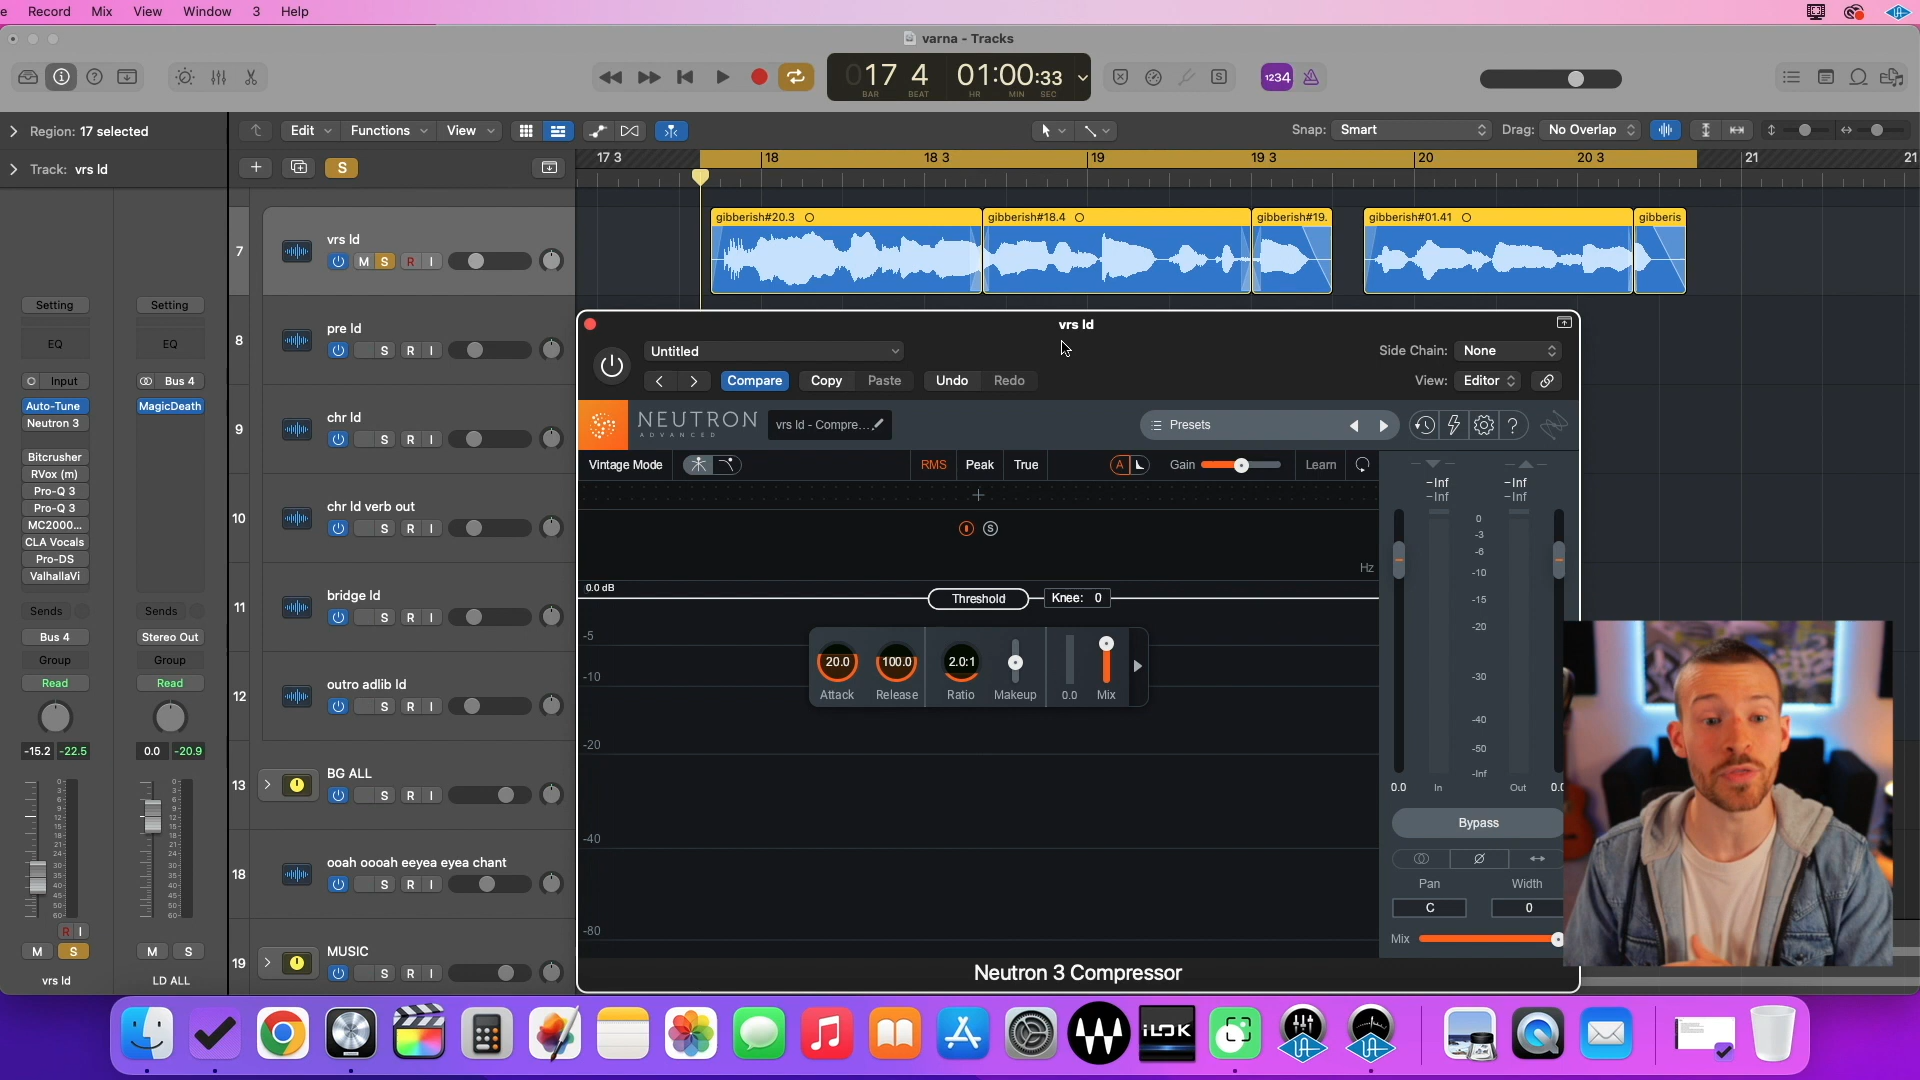 e Record Mix View Window 3 Help
varna - Tracks
17 4 01:00:33
BAR BEAT HR MIN SEC
1234
Region: 17 selected
Edit Functions View
Snap: Smart Drag: No Overlap
Track: vrs ld
S
17 3 18 18 3 19 19 3 20 20 3 21 21
gibberish#20.3 gibberish#18.4 gibberish#19. gibberish#01.41 gibberis
7 vrs ld
M S R I
8 pre ld
S R I
9 chr ld
S R I
10 chr ld verb out
S R I
11 bridge ld
S R I
12 outro adlib ld
S R I
13 BG ALL
S R I
18 ooah oooah eeyea eyea chant
S R I
19 MUSIC
S R I
Setting Setting
EQ EQ
Input Bus 4
Auto-Tune MagicDeath
Neutron 3
Bitcrusher
RVox (m)
Pro-Q 3
Pro-Q 3
MC2000...
CLA Vocals
Pro-DS
ValhallaVi
Sends Sends
Bus 4 Stereo Out
Group Group
Read Read
-15.2 -22.5 0.0 -20.9
R I
M S M S
vrs ld LD ALL
vrs ld
Untitled
Side Chain: None
Compare Copy Paste Undo Redo
View: Editor
NEUTRON
ADVANCED
vrs ld - Compre...
Presets
?
Vintage Mode RMS Peak True A Gain Learn
S
Hz
0.0 dB
Threshold Knee: 0
-5
-10
-20
-40
-80
20.0 100.0 2.0:1
Attack Release Ratio Makeup 0.0 Mix
-Inf -Inf
-Inf -Inf
0
-3
-6
-10
-15
-20
-30
-40
-50
-Inf
0.0 In Out 0.0
Bypass
Pan Width
C 0
Mix
Neutron 3 Compressor
iLOK